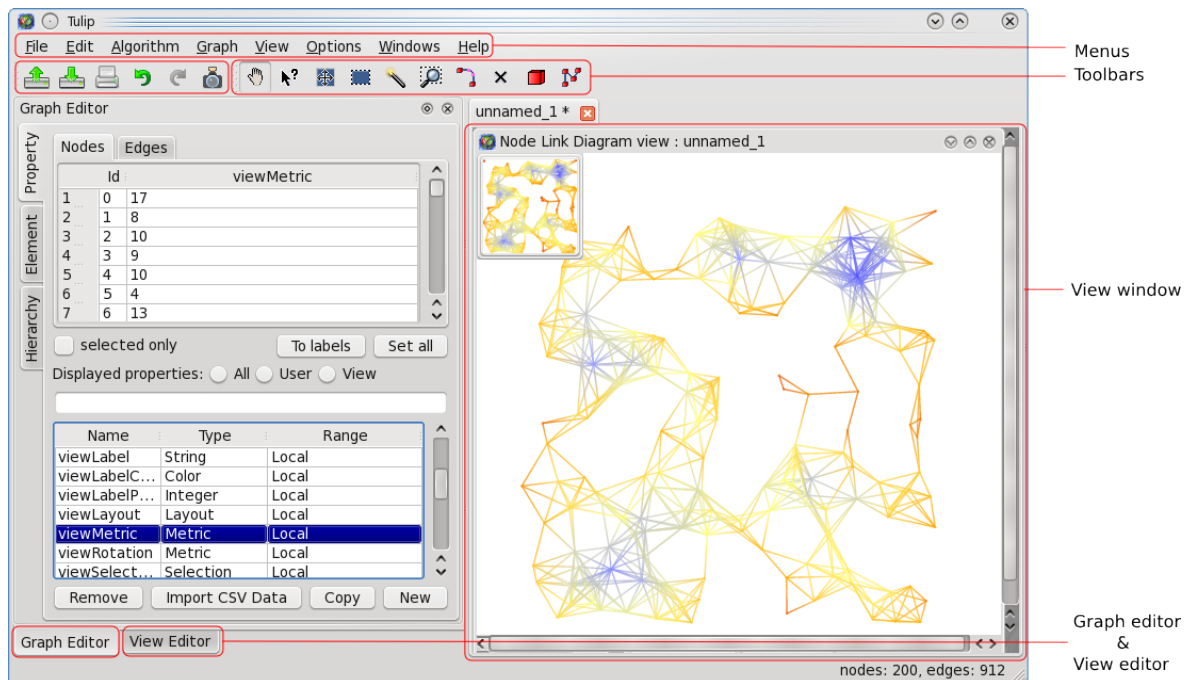 Tulip
File Edit Algorithm Graph View Options Windows Help
Menus
Toolbars
Graph Editor
unnamed_1 *
Property
Element
Hierarchy
Nodes Edges
Id viewMetric
1 0 17
2 1 8
3 2 10
4 3 9
5 4 10
6 5 4
7 6 13
selected only To labels Set all
Displayed properties: All User View
Name Type Range
viewLabel String Local
viewLabelC... Color Local
viewLabelP... Integer Local
viewLayout Layout Local
viewMetric Metric Local
viewRotation Metric Local
viewSelect... Selection Local
Remove Import CSV Data Copy New
Graph Editor View Editor
Node Link Diagram view : unnamed_1
View window
Graph editor
&
View editor
nodes: 200, edges: 912